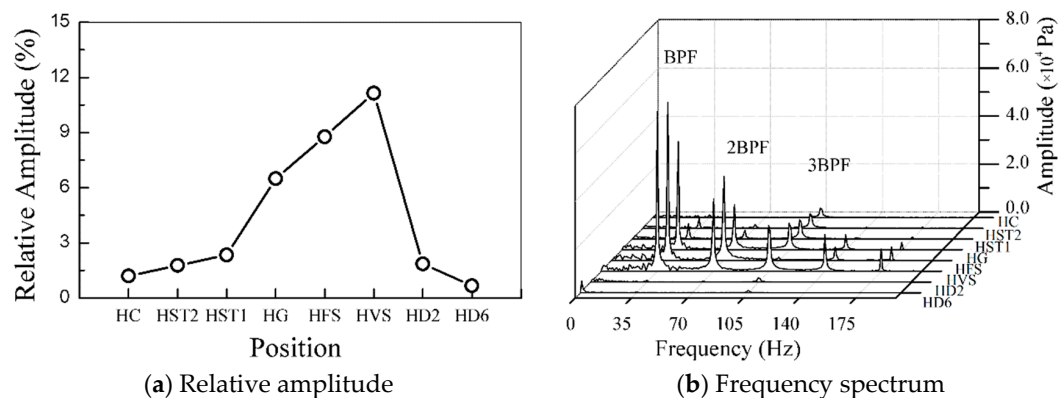 15
12
9
6
3
0
Relative Amplitude (%)
HC HST2 HST1 HG HFS HVS HD2 HD6
Position
(a) Relative amplitude
8.0
6.0
4.0
2.0
0.0
Amplitude (×10⁴ Pa)
BPF
2BPF
3BPF
HC
HST2
HST1
HG
HFS
HVS
HD2
HD6
0 35 70 105 140 175
Frequency (Hz)
(b) Frequency spectrum